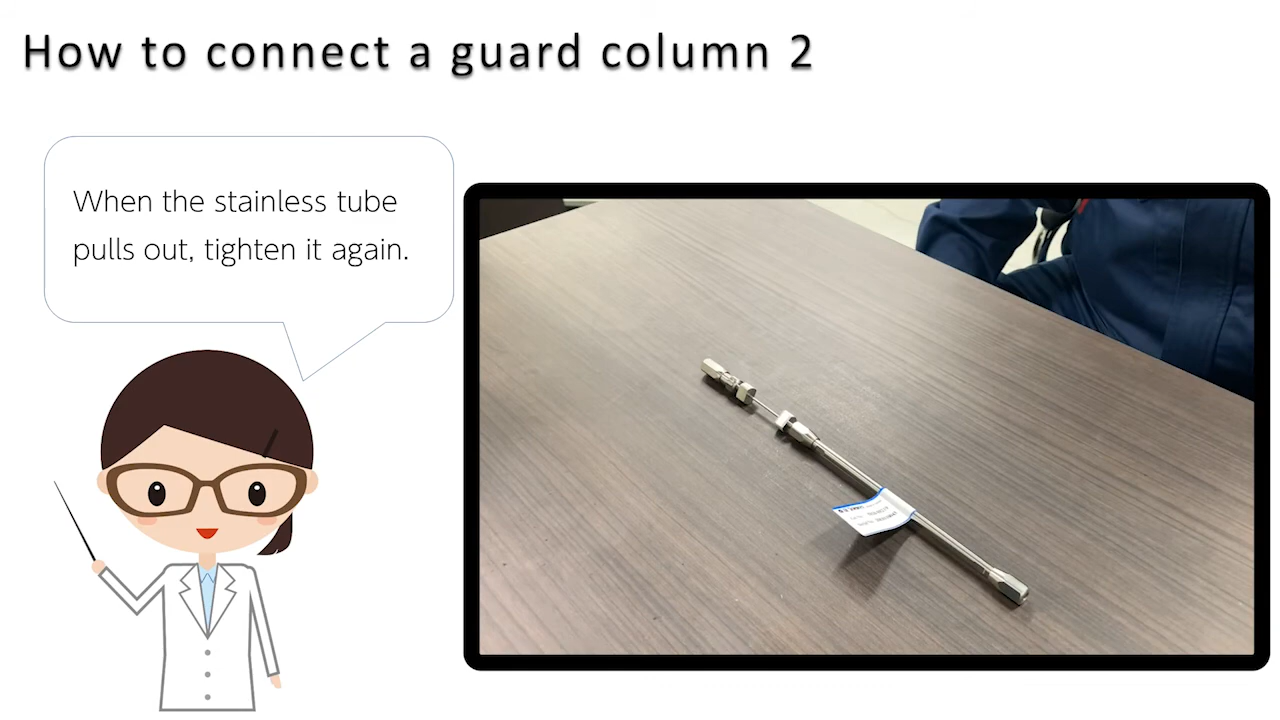 How to connect a guard column 2
When the stainless tube
pulls out, tighten it again.